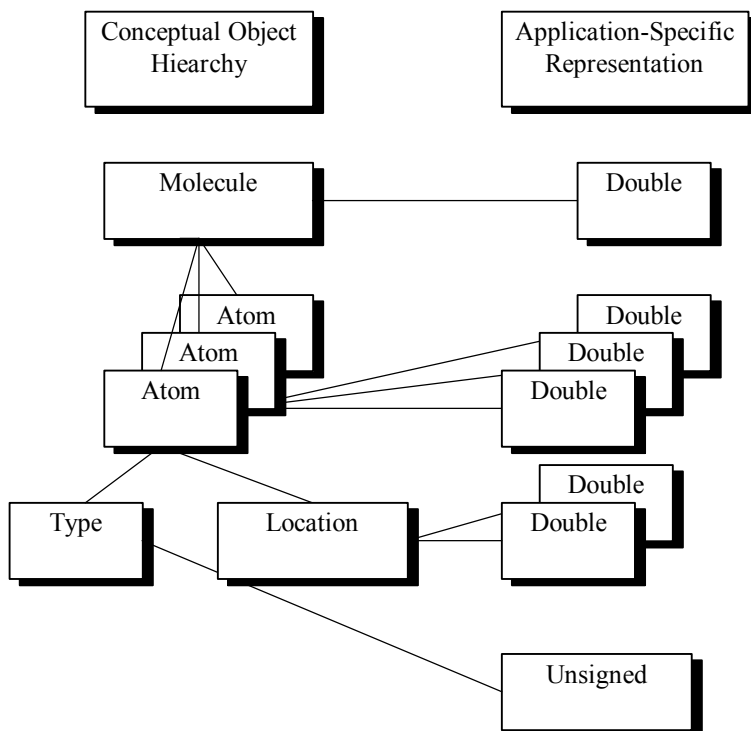 Conceptual Object
Hiearchy
Application-Specific
Representation
Molecule
Double
Atom
Atom
Atom
Double
Double
Double
Type
Location
Double
Double
Unsigned